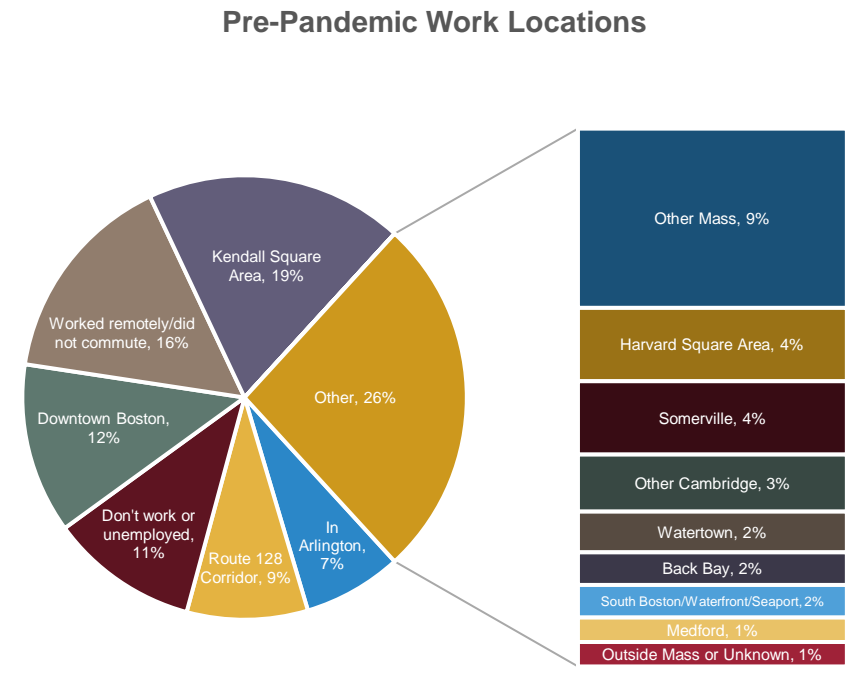 Pre-Pandemic Work Locations
Kendall Square
Area, 19%
Worked remotely/did
not commute, 16%
Downtown Boston,
12%
Don't work or
unemployed,
11%
Route 128
Corridor, 9%
In
Arlington,
7%
Other, 26%
Other Mass, 9%
Harvard Square Area, 4%
Somerville, 4%
Other Cambridge, 3%
Watertown, 2%
Back Bay, 2%
South Boston/Waterfront/Seaport, 2%
Medford, 1%
Outside Mass or Unknown, 1%